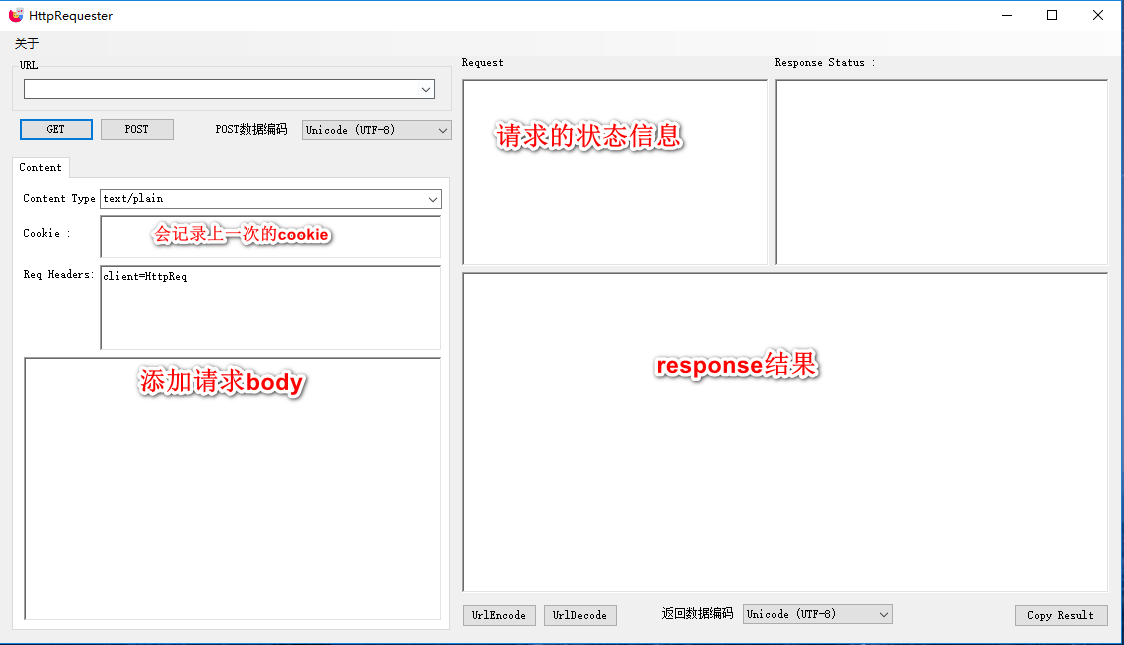 HttpRequester
关于
URL
GET
POST
POST数据编码
Unicode (UTF-8)
Content
Content Type
text/plain
Cookie :
会记录上一次的cookie
Req Headers:
client=HttpReq
添加请求body
Request
请求的状态信息
Response Status :
response结果
UrlEncode
UrlDecode
返回数据编码
Unicode (UTF-8)
Copy Result